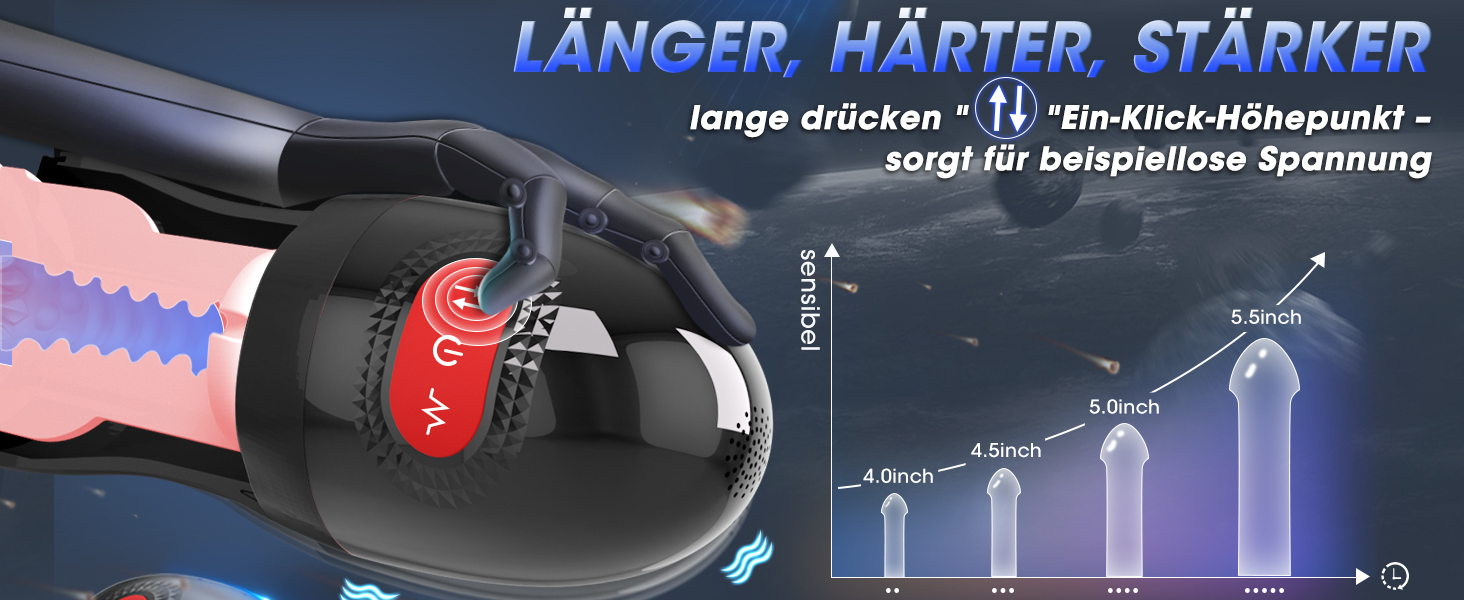 LÄNGER, HÄRTER, STÄRKER
lange drücken " "Ein-Klick-Höhepunkt –
sorgt für beispiellose Spannung
sensibel
5.5inch
5.0inch
4.5inch
4.0inch